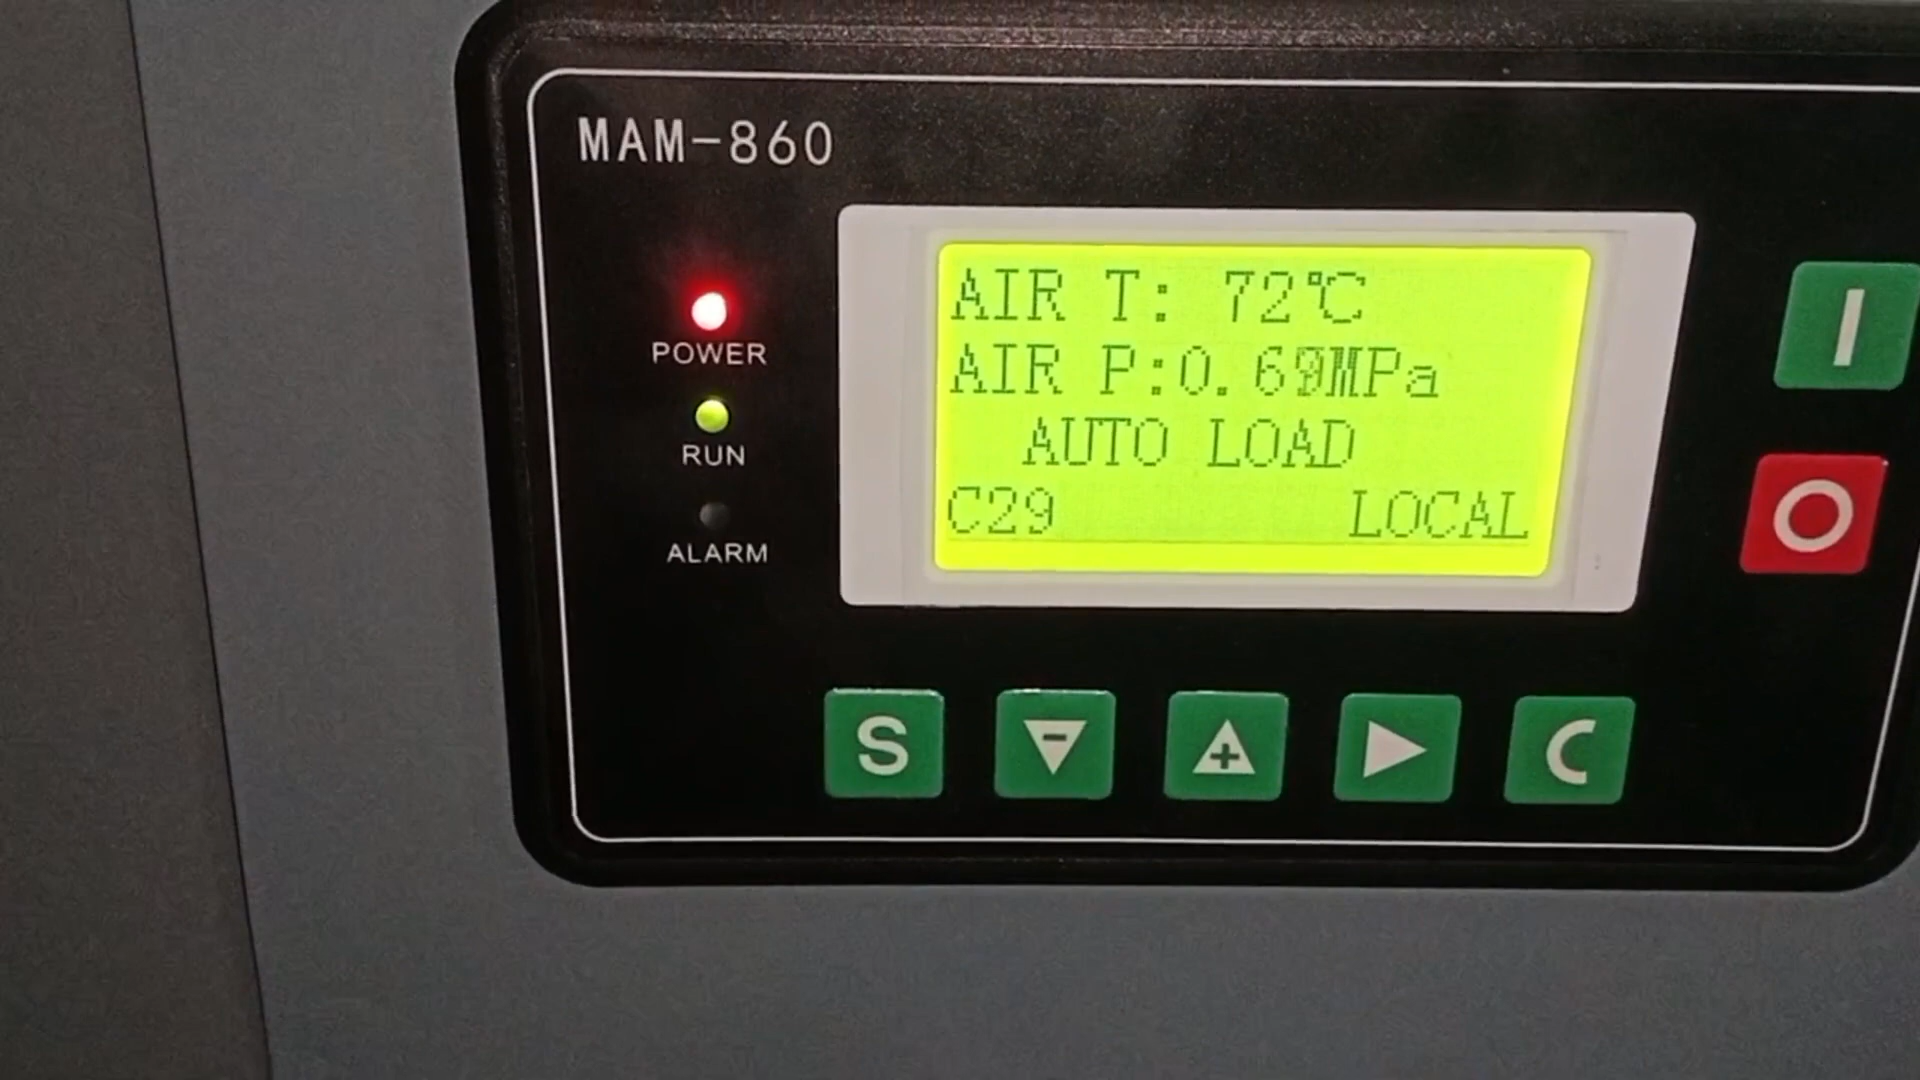 MAM-860
POWER
RUN
ALARM
AIR T: 72℃
AIR P:0.69MPa
AUTO LOAD
C29 LOCAL
S
C